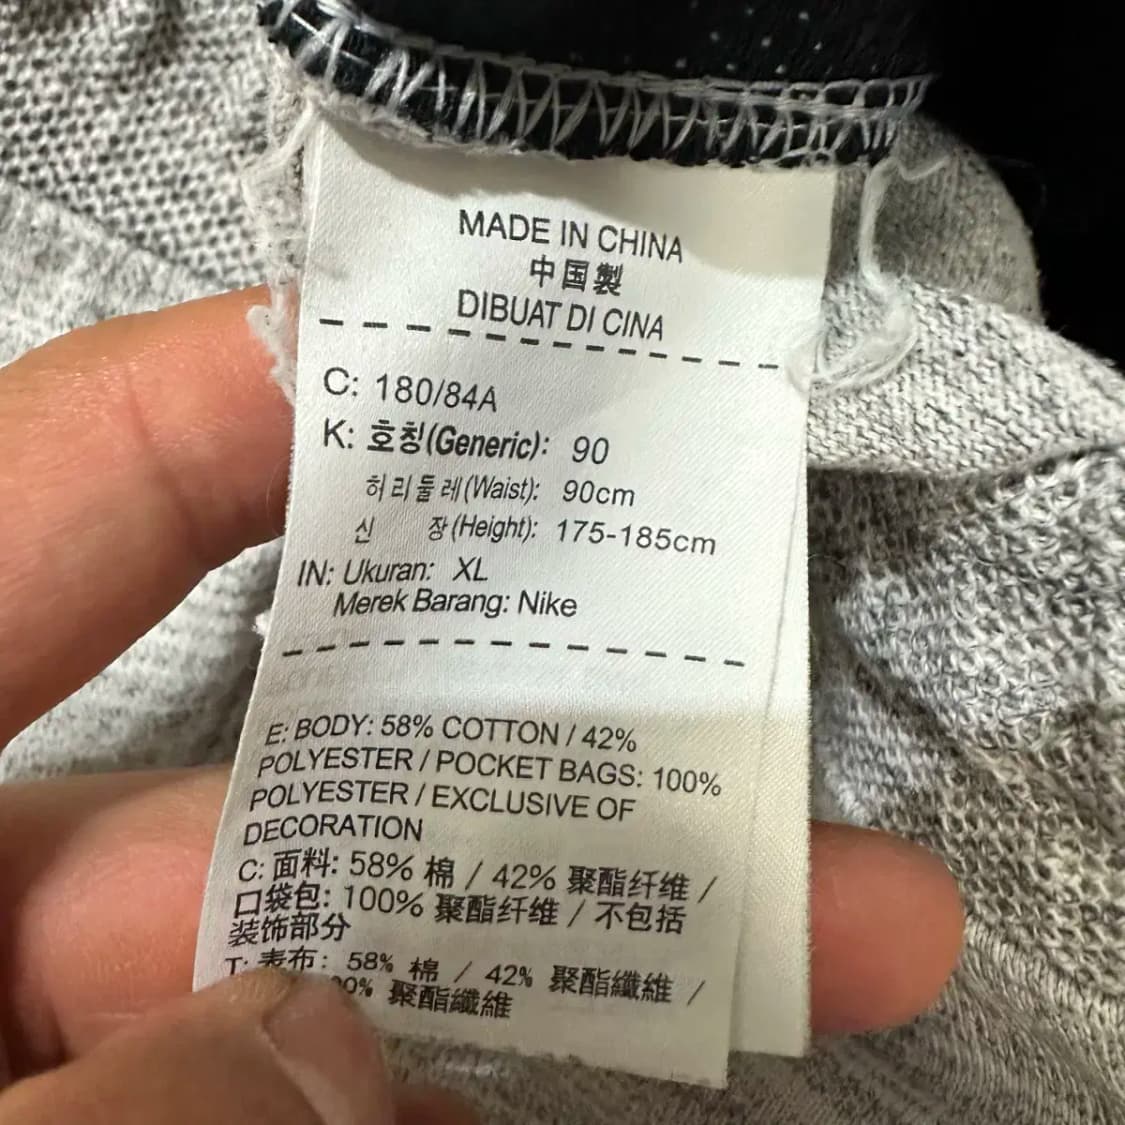 MADE IN CHINA
中国製
DIBUAT DI CINA
C: 180/84A
K: 호칭(Generic): 90
허리둘레(Waist): 90cm
신 장(Height): 175-185cm
IN: Ukuran: XL
Merek Barang: Nike
E: BODY: 58% COTTON / 42%
POLYESTER / POCKET BAGS: 100%
POLYESTER / EXCLUSIVE OF
DECORATION
C: 面料: 58% 棉 / 42% 聚酯纤维 /
口袋包: 100% 聚酯纤维 / 不包括
装饰部分
T: 表布: 58% 棉 / 42% 聚酯纖維 /
聚酯纖維